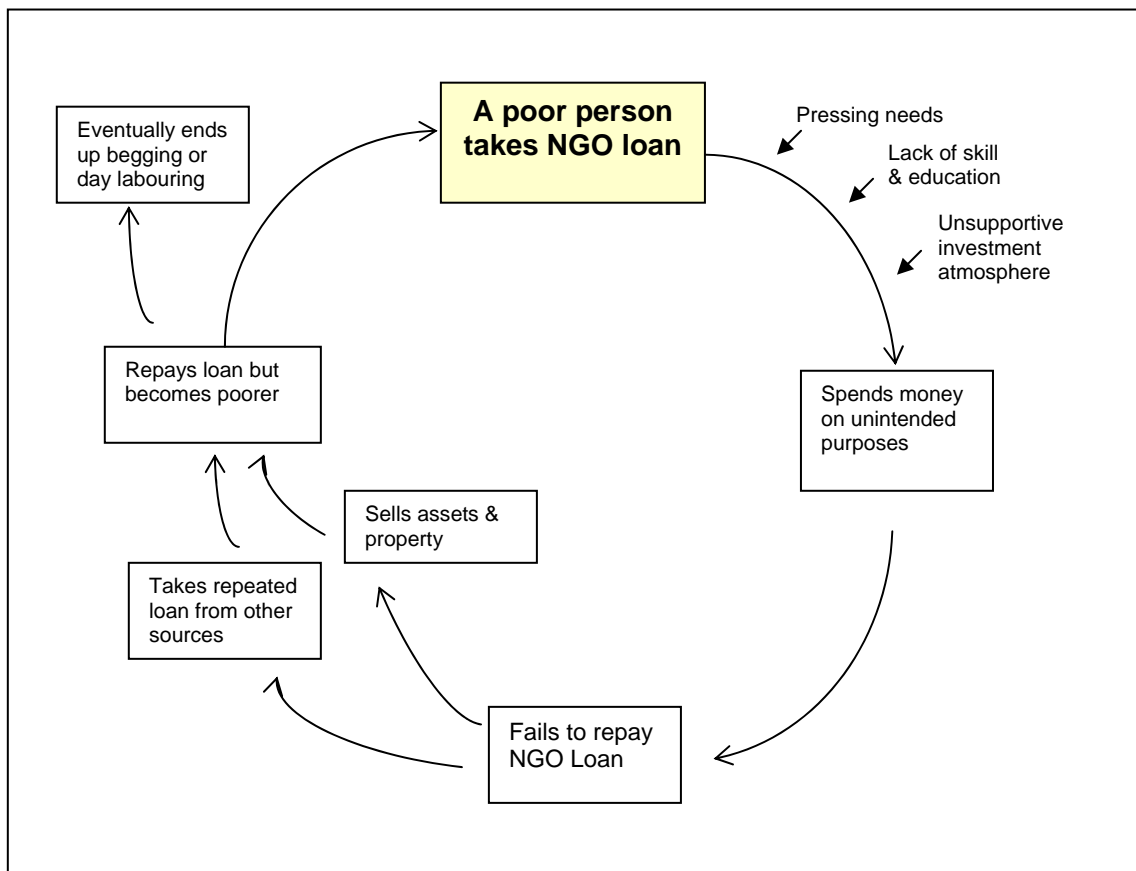 A poor person
takes NGO loan
Pressing needs
Lack of skill
& education
Unsupportive
investment
atmosphere
Spends money
on unintended
purposes
Fails to repay
NGO Loan
Sells assets &
property
Takes repeated
loan from other
sources
Repays loan but
becomes poorer
Eventually ends
up begging or
day labouring